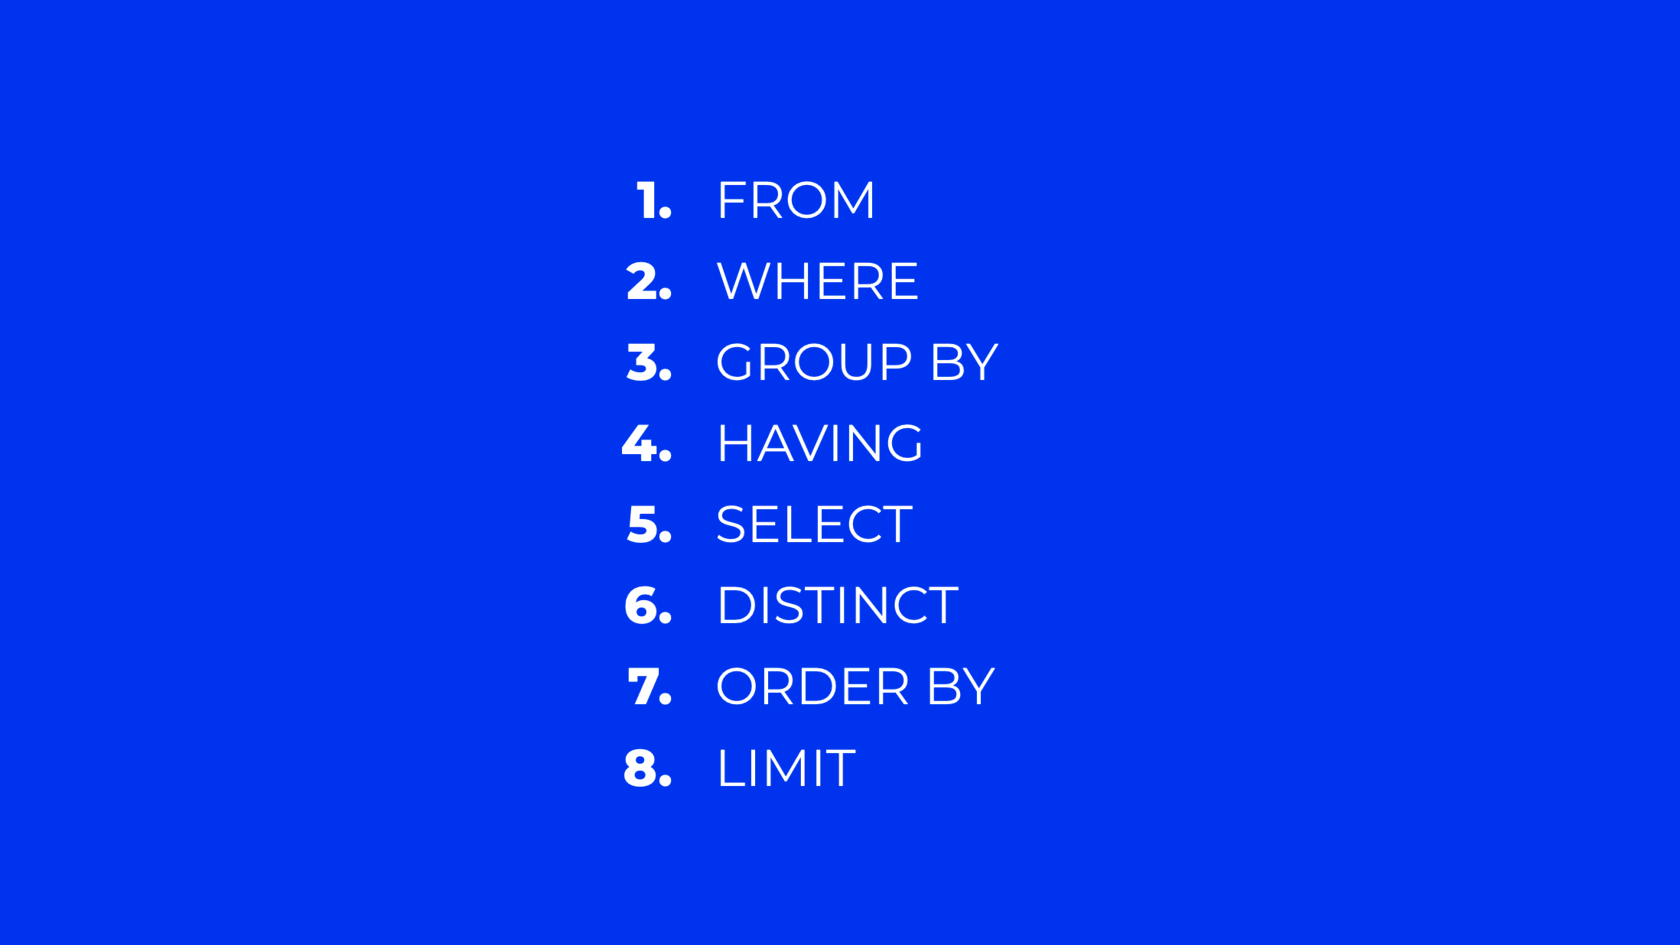 1. FROM
2. WHERE
3. GROUP BY
4. HAVING
5. SELECT
6. DISTINCT
7. ORDER BY
8. LIMIT